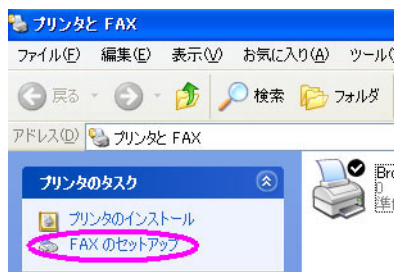 プリンタと FAX
ファイル(F) 編集(E) 表示(V) お気に入り(A) ツール(
戻る 検索 フォルダ
アドレス(D) プリンタと FAX
プリンタのタスク
プリンタのインストール
FAX のセットアップ
Bro
0
準備